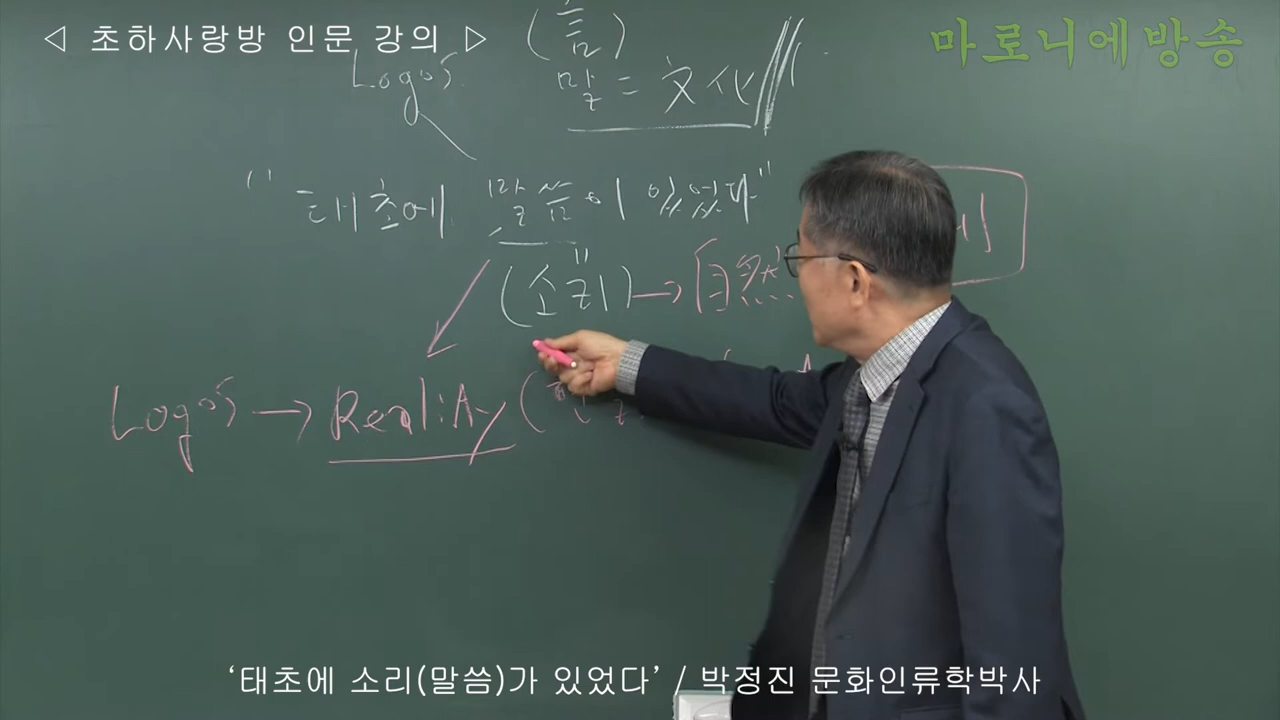 ◁ 초하사랑방 인문 강의 ▷
마로니에방송
(言)
Logos
말 = 文化
"태초에 말씀이 있었다"
(소리) → 自然
Logos → Reality (
'태초에 소리(말씀)가 있었다' / 박정진 문화인류학박사